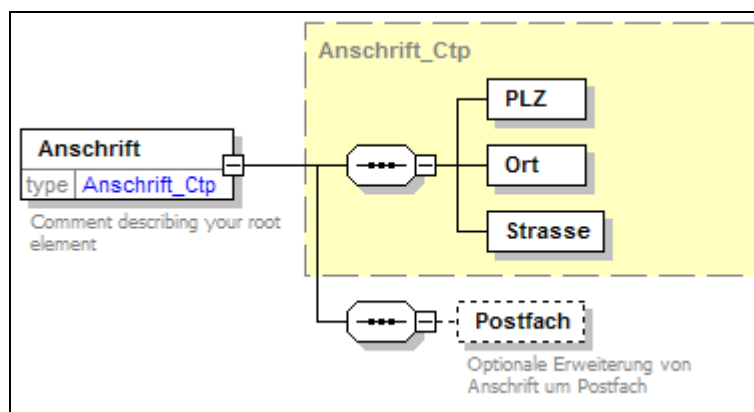 Anschrift_Ctp
PLZ
Anschrift
type Anschrift_Ctp
Ort
Comment describing your root
element
Strasse
Postfach
Optionale Erweiterung von
Anschrift um Postfach